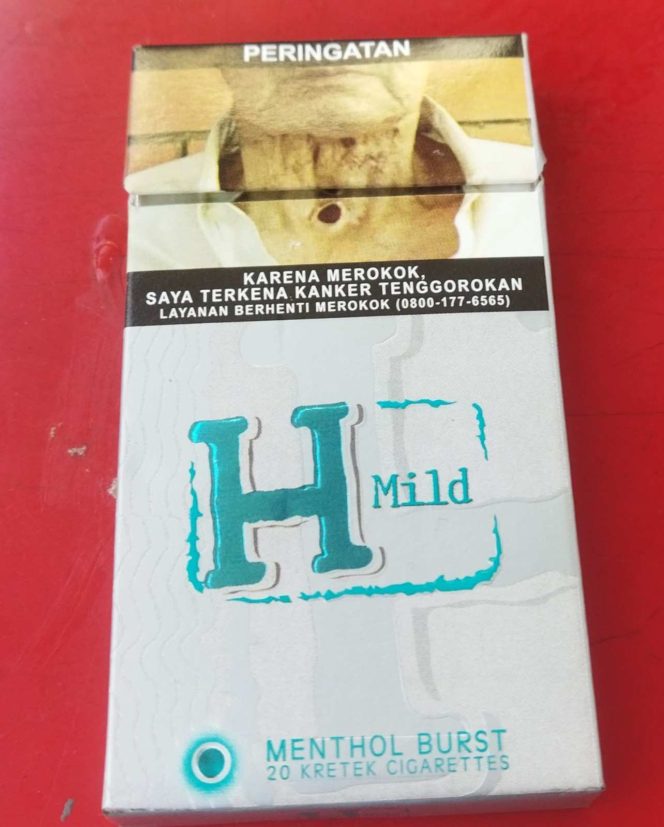 PERINGATAN
KARENA MEROKOK,
SAYA TERKENA KANKER TENGGOROKAN
LAYANAN BERHENTI MEROKOK (0800-177-6565)
H Mild
MENTHOL BURST
20 KRETEK CIGARETTES